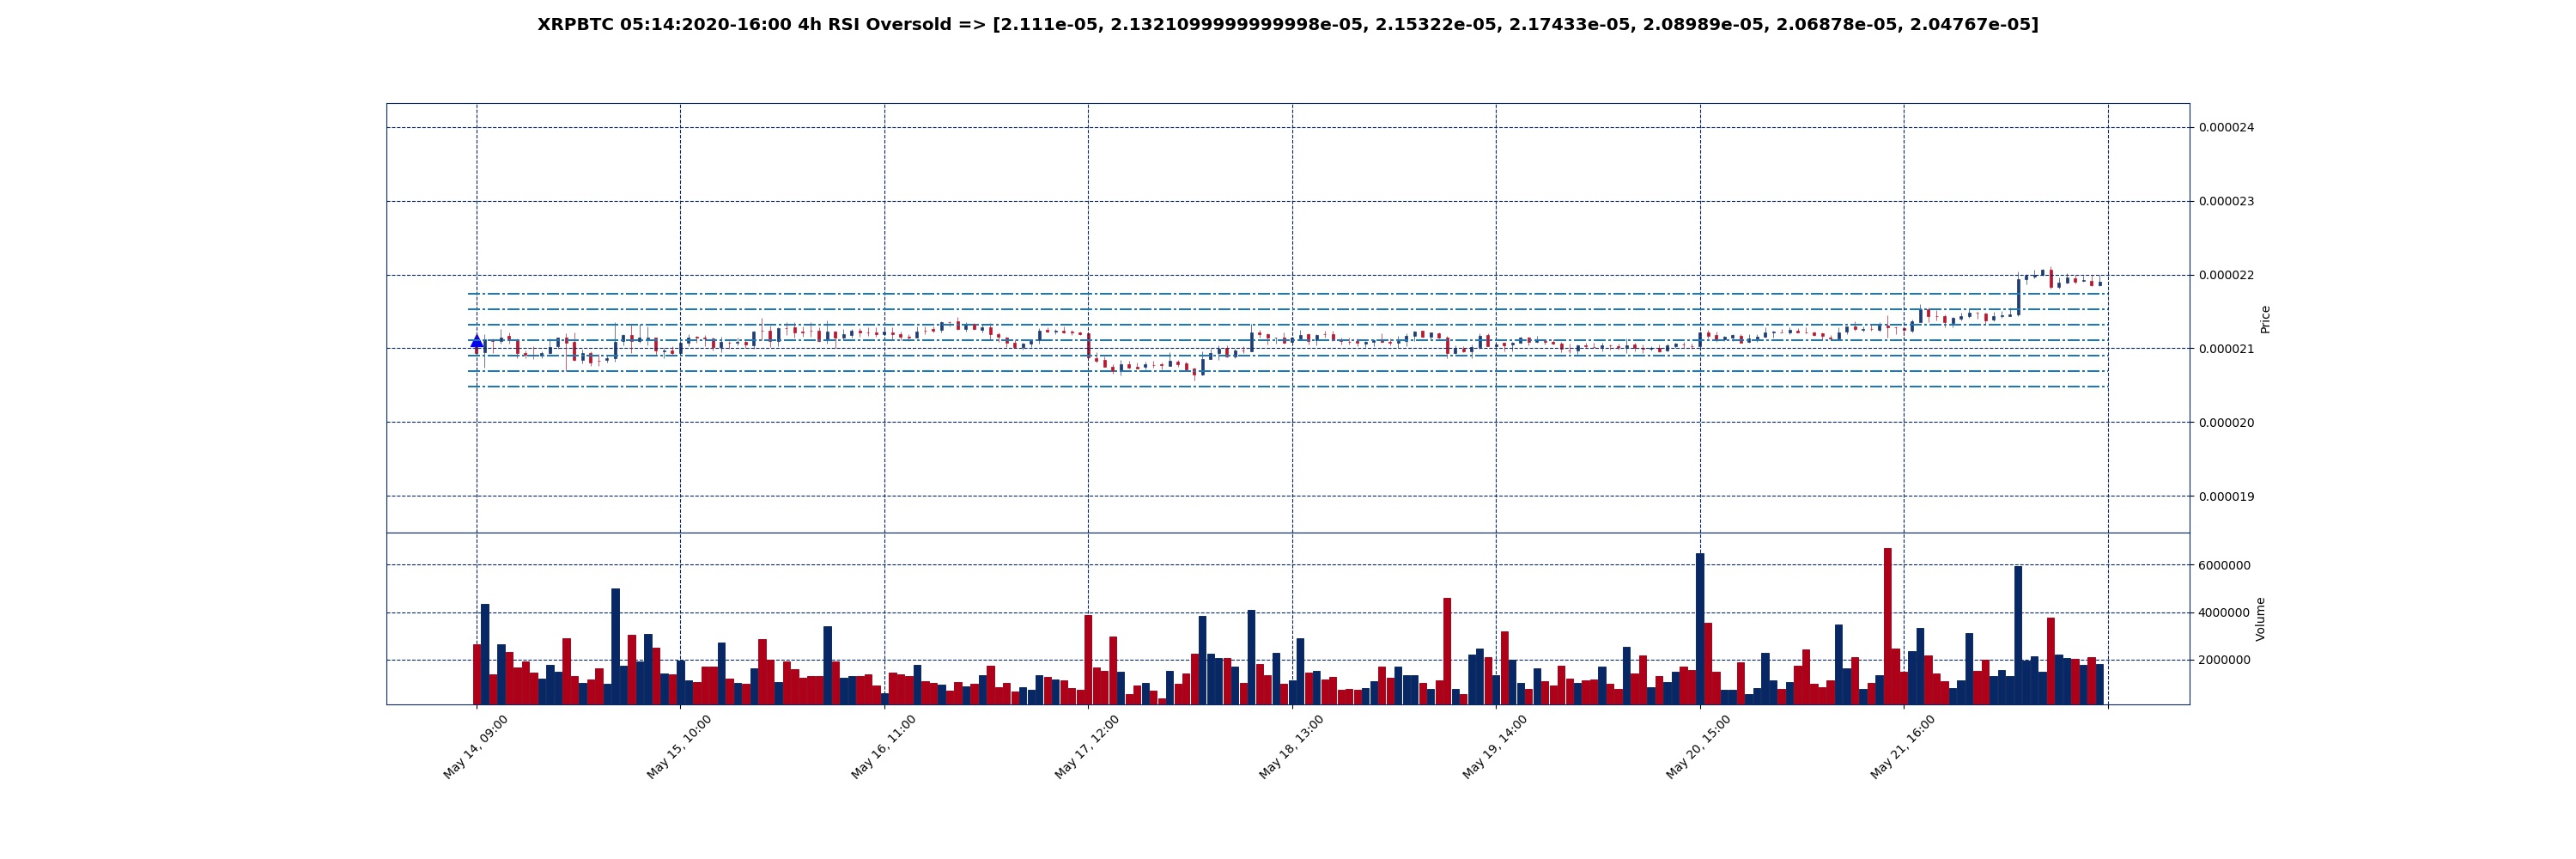 XRPBTC 05:14:2020-16:00 4h RSI Oversold => [2.111e-05, 2.1321099999999998e-05, 2.15322e-05, 2.17433e-05, 2.08989e-05, 2.06878e-05, 2.04767e-05]
0.000024
0.000023
0.000022
0.000021
0.000020
0.000019
Price
6000000
4000000
2000000
Volume
May 14, 09:00
May 15, 10:00
May 16, 11:00
May 17, 12:00
May 18, 13:00
May 19, 14:00
May 20, 15:00
May 21, 16:00